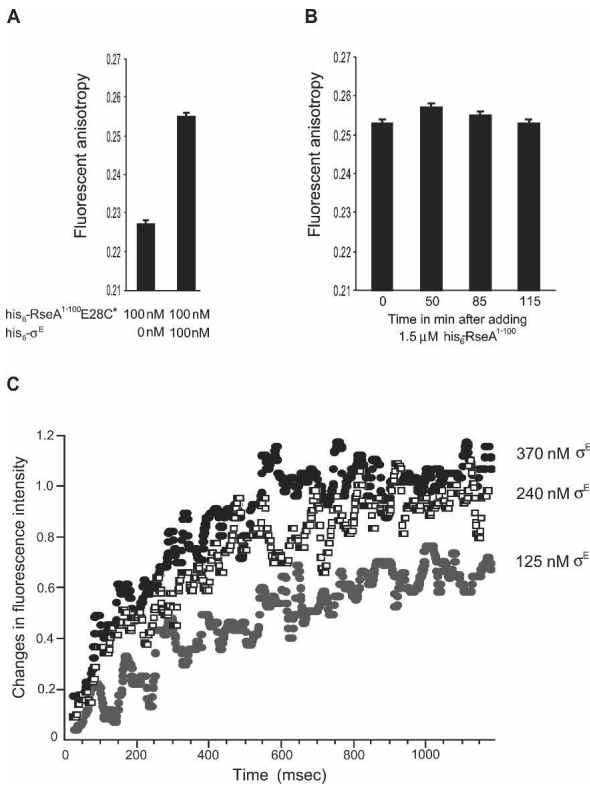 A
Fluorescent anisotropy
0.27
0.26
0.25
0.24
0.23
0.22
0.21
his6-RseA1-100E28C* 100 nM 100 nM
his6-σE 0 nM 100 nM
B
Fluorescent anisotropy
0.27
0.26
0.25
0.24
0.23
0.22
0.21
0 50 85 115
Time in min after adding
1.5 μM his6-RseA1-100
C
Changes in fluorescence intensity
1.2
1.0
0.8
0.6
0.4
0.2
0
0 200 400 600 800 1000
Time (msec)
370 nM σE
240 nM σE
125 nM σE